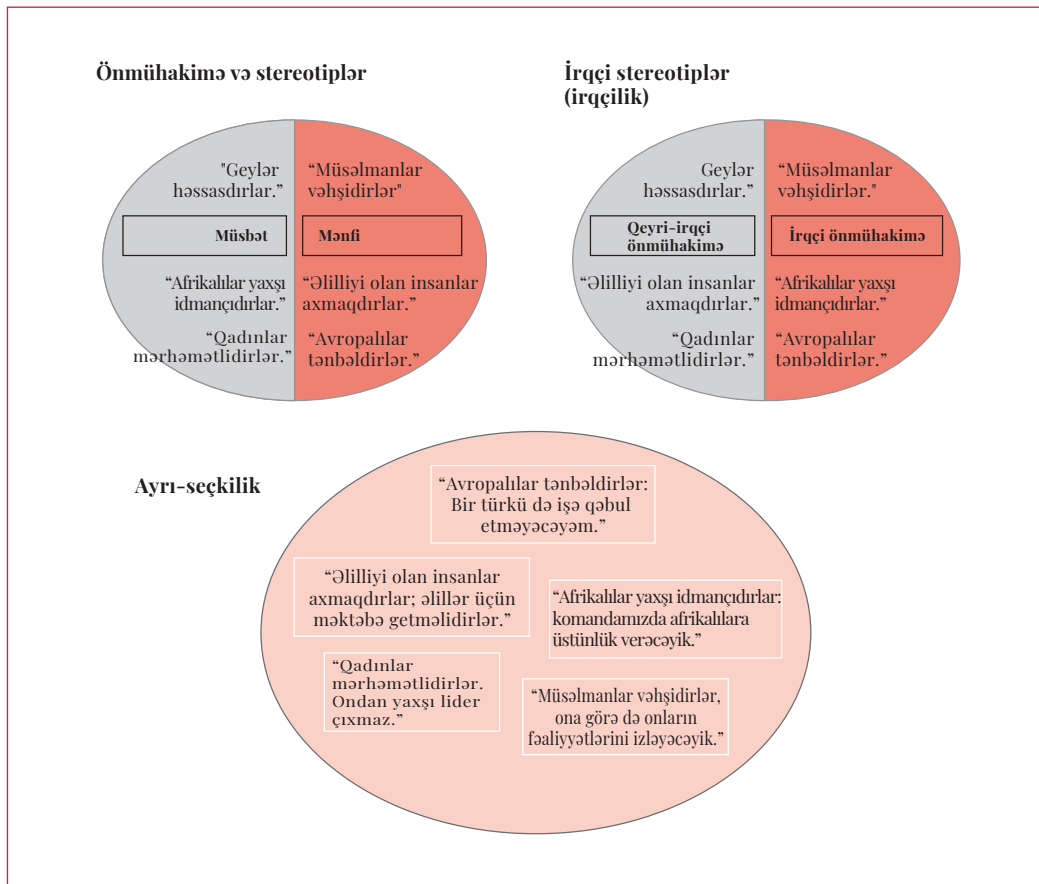 Önmühakimə və stereotiplər
"Geylər
həssasdırlar.”
“Müsəlmanlar
vəhşidirlər"
Müsbət
Mənfi
“Afrikalılar yaxşı
idmançıdırlar.”
“Əlilliyi olan insanlar
axmaqdırlar.”
“Qadınlar
mərhəmətlidirlər.”
“Avropalılar
tənbəldirlər.”
İrqçi stereotiplər
(irqçilik)
Geylər
həssasdırlar.”
“Müsəlmanlar
vəhşidirlər."
Qeyri-irqçi
önmühakimə
İrqçi önmühakimə
“Əlilliyi olan insanlar
axmaqdırlar.”
“Afrikalılar yaxşı
idmançıdırlar.”
“Qadınlar
mərhəmətlidirlər.”
“Avropalılar
tənbəldirlər.”
Ayrı-seçkilik
“Avropalılar tənbəldirlər:
Bir türkü də işə qəbul
etməyəcəyəm.”
“Əlilliyi olan insanlar
axmaqdırlar; əlillər üçün
məktəbə getməlidirlər.”
“Afrikalılar yaxşı idmançıdırlar:
komandamızda afrikalılara
üstünlük verəcəyik.”
“Qadınlar
mərhəmətlidirlər.
Ondan yaxşı lider
çıxmaz.”
“Müsəlmanlar vəhşidirlər,
ona görə də onların
fəaliyyətlərini izləyəcəyik.”